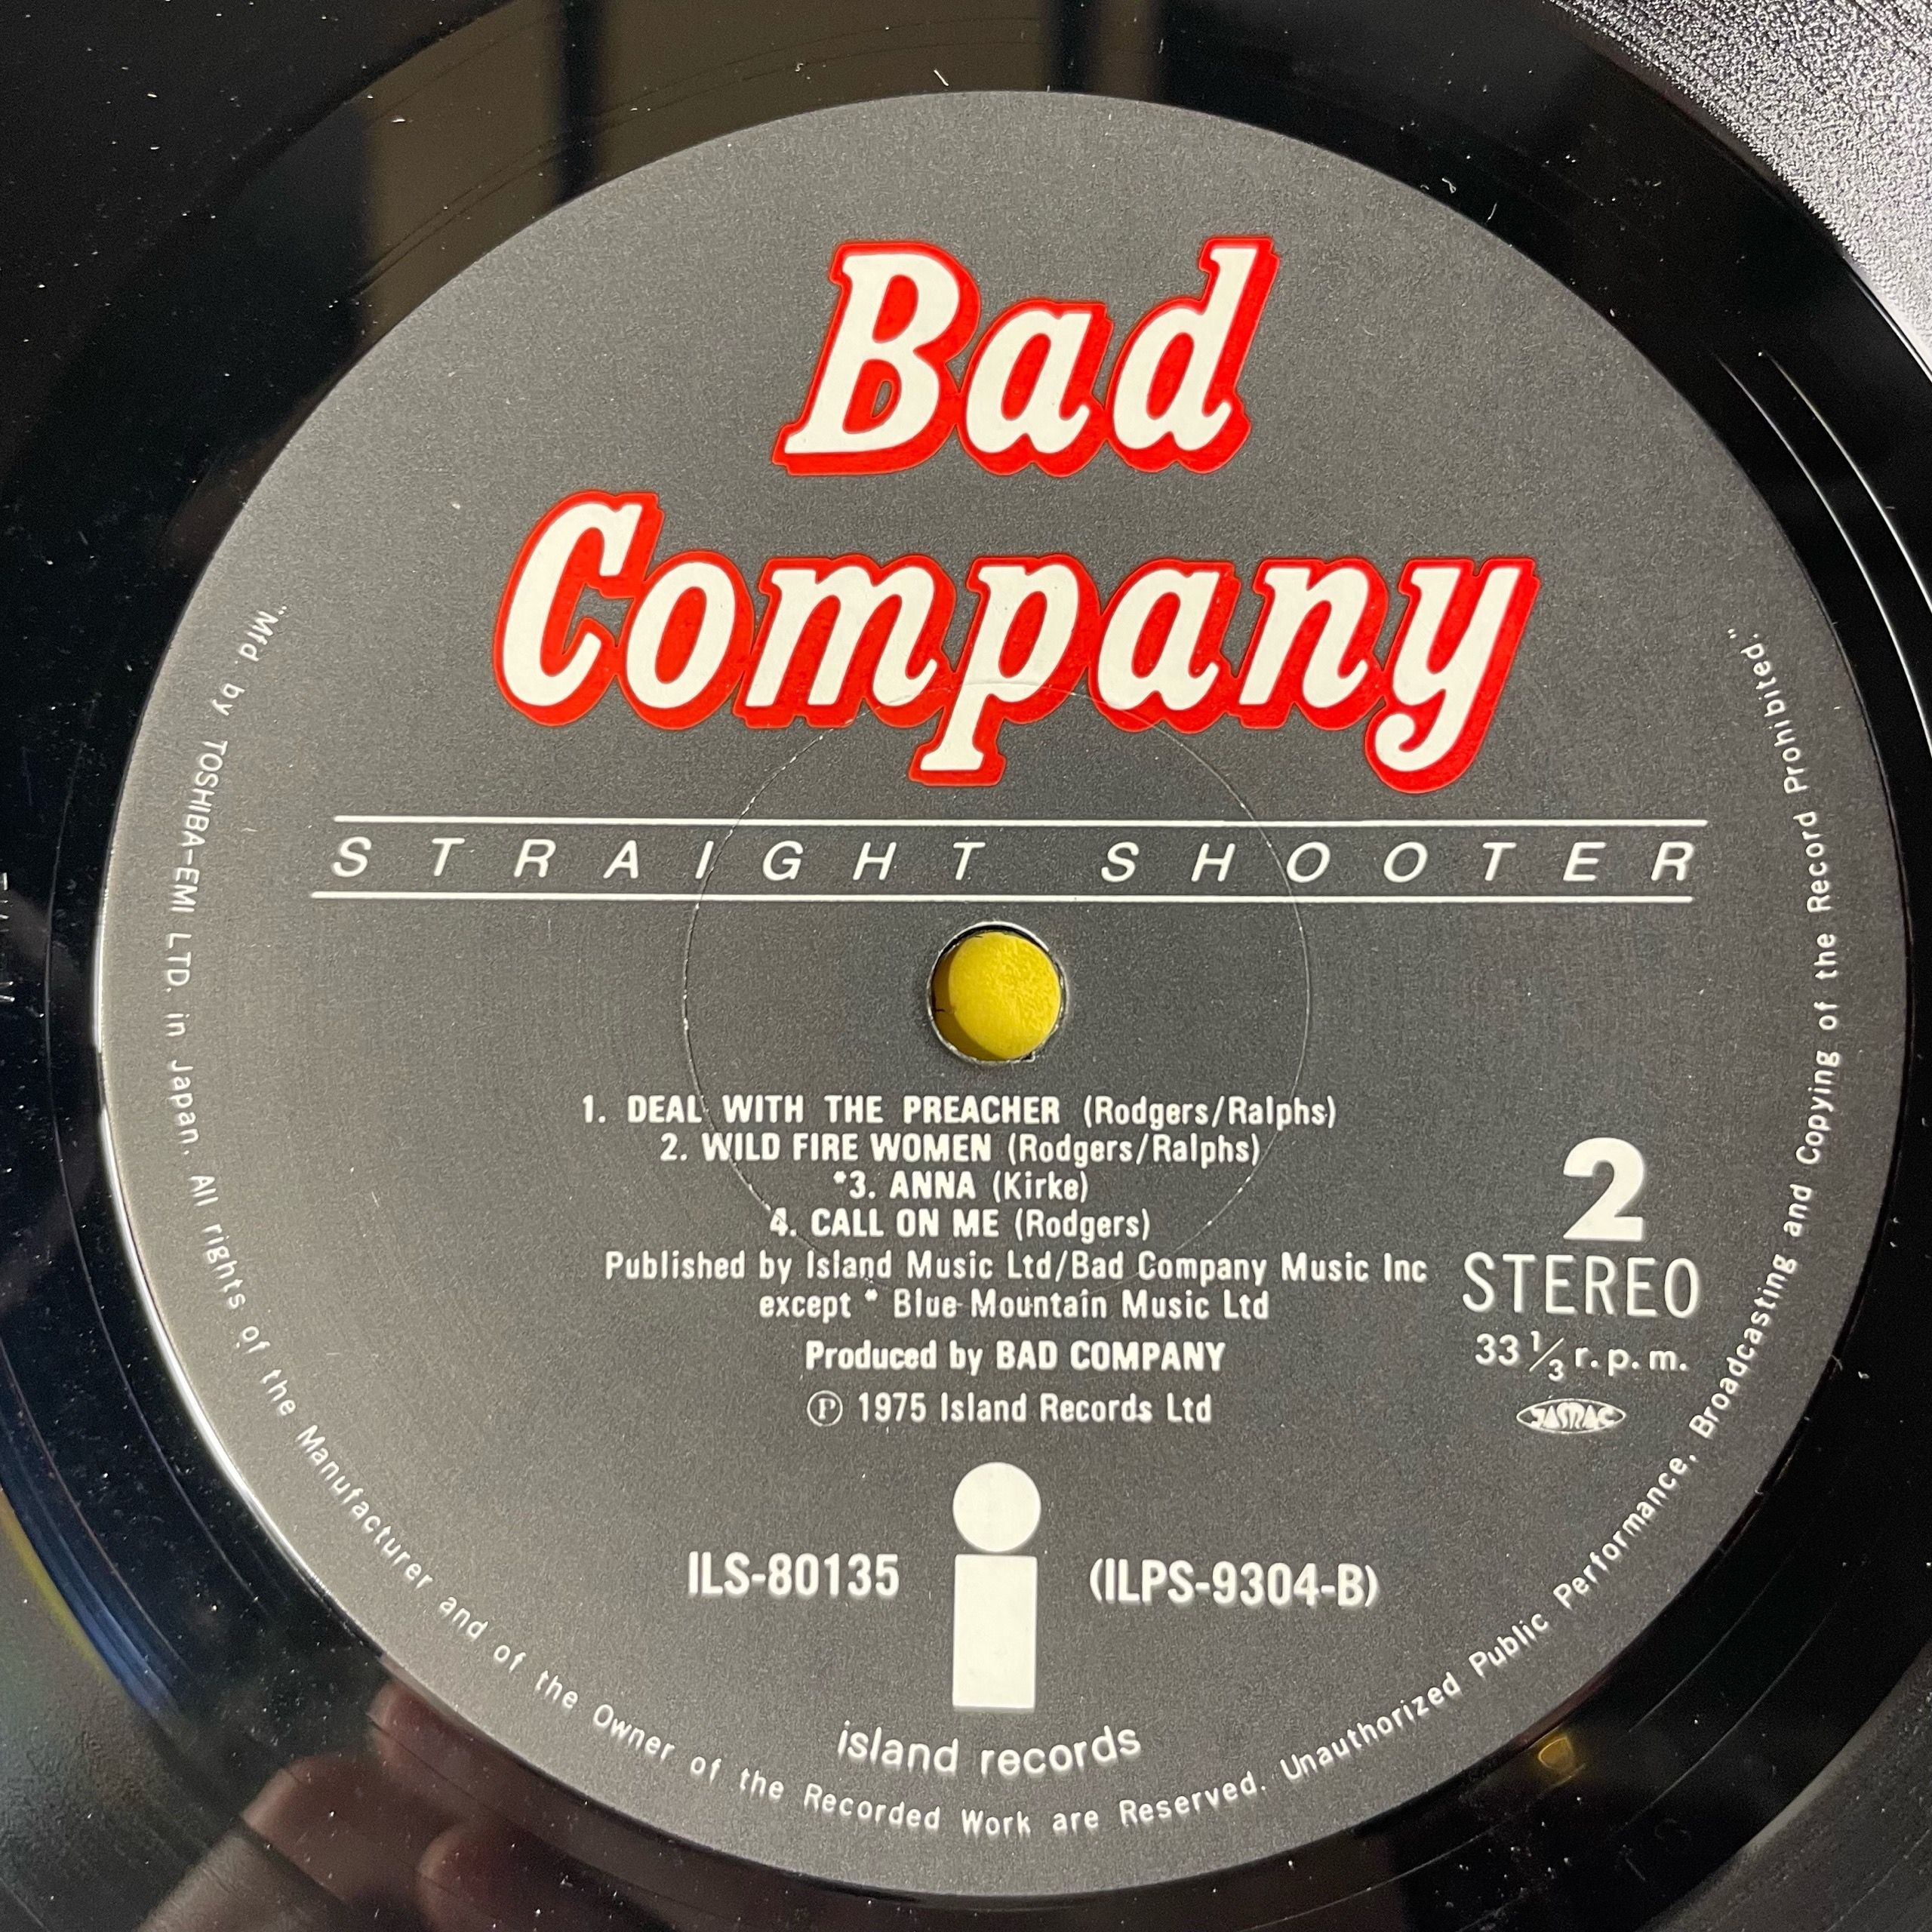 Bad
Company
STRAIGHT SHOOTER
1. DEAL WITH THE PREACHER (Rodgers/Ralphs)
2. WILD FIRE WOMEN (Rodgers/Ralphs)
*3. ANNA (Kirke)
4. CALL ON ME (Rodgers)
Published by Island Music Ltd/Bad Company Music Inc
except * Blue Mountain Music Ltd
Produced by BAD COMPANY
Ⓟ 1975 Island Records Ltd
2
STEREO
33 1/3 r.p.m.
JASRAC
ILS-80135
(ILPS-9304-B)
i
island records
"Mfd. by TOSHIBA-EMI LTD. in Japan. All rights of the Manufacturer and of the Owner of the Recorded Work are Reserved. Unauthorized Public Performance, Broadcasting and Copying of the Record Prohibited."